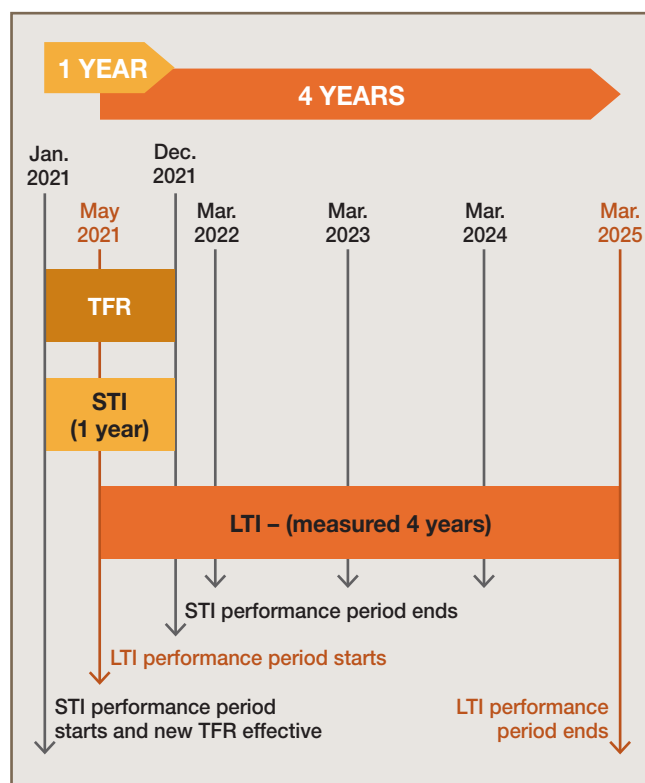 1 YEAR
4 YEARS
Jan.
2021
Dec.
2021
May
2021
Mar.
2022
Mar.
2023
Mar.
2024
Mar.
2025
TFR
STI
(1 year)
LTI – (measured 4 years)
STI performance period ends
LTI performance period starts
STI performance period
starts and new TFR effective
LTI performance
period ends